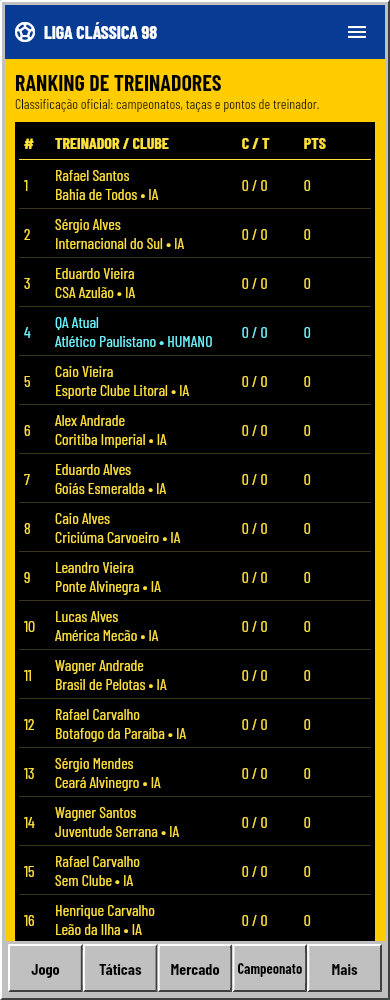 LIGA CLÁSSICA 98
RANKING DE TREINADORES
Classificação oficial: campeonatos, taças e pontos de treinador.
# TREINADOR / CLUBE C / T PTS
1 Rafael Santos 0 / 0 0
Bahia de Todos • IA
2 Sérgio Alves 0 / 0 0
Internacional do Sul • IA
3 Eduardo Vieira 0 / 0 0
CSA Azulão • IA
4 QA Atual 0 / 0 0
Atlético Paulistano • HUMANO
5 Caio Vieira 0 / 0 0
Esporte Clube Litoral • IA
6 Alex Andrade 0 / 0 0
Coritiba Imperial • IA
7 Eduardo Alves 0 / 0 0
Goiás Esmeralda • IA
8 Caio Alves 0 / 0 0
Criciúma Carvoeiro • IA
9 Leandro Vieira 0 / 0 0
Ponte Alvinegra • IA
10 Lucas Alves 0 / 0 0
América Mecão • IA
11 Wagner Andrade 0 / 0 0
Brasil de Pelotas • IA
12 Rafael Carvalho 0 / 0 0
Botafogo da Paraíba • IA
13 Sérgio Mendes 0 / 0 0
Ceará Alvinegro • IA
14 Wagner Santos 0 / 0 0
Juventude Serrana • IA
15 Rafael Carvalho 0 / 0 0
Sem Clube • IA
16 Henrique Carvalho 0 / 0 0
Leão da Ilha • IA
Jogo Táticas Mercado Campeonato Mais